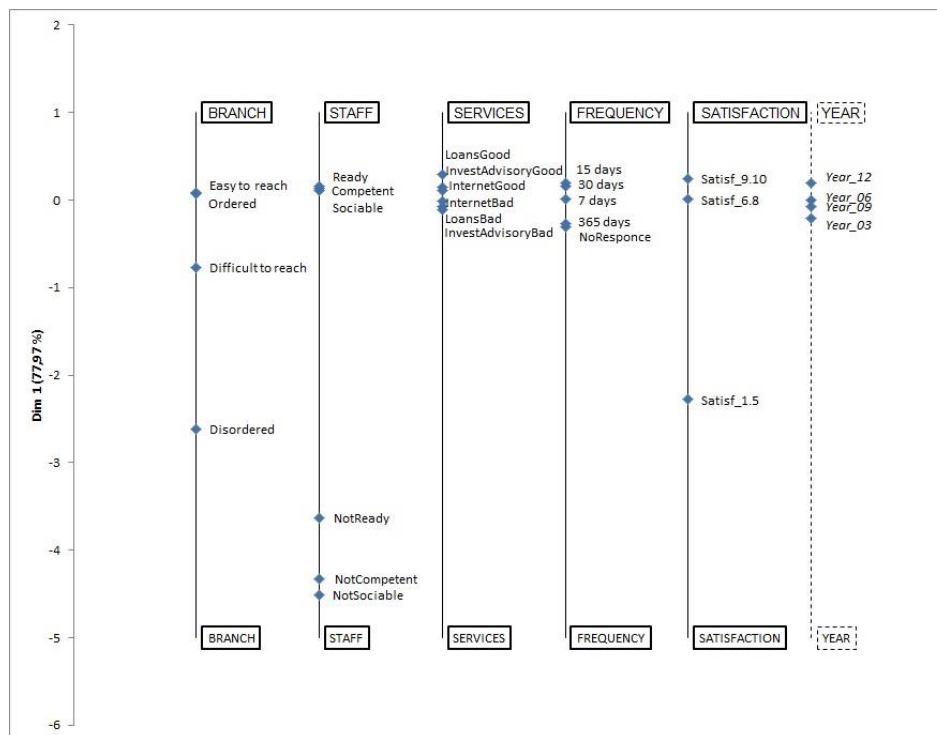 2
1
0
-1
-2
-3
-4
-5
-6
Dim 1 (77,97 %)
BRANCH
STAFF
SERVICES
FREQUENCY
SATISFACTION
YEAR
Easy to reach
Ordered
Difficult to reach
Disordered
Ready
Competent
Sociable
NotReady
NotCompetent
NotSociable
LoansGood
InvestAdvisoryGood
InternetGood
InternetBad
LoansBad
InvestAdvisoryBad
15 days
30 days
7 days
365 days
NoResponce
Satisf_9.10
Satisf_6.8
Satisf_1.5
Year_12
Year_06
Year_09
Year_03
BRANCH
STAFF
SERVICES
FREQUENCY
SATISFACTION
YEAR